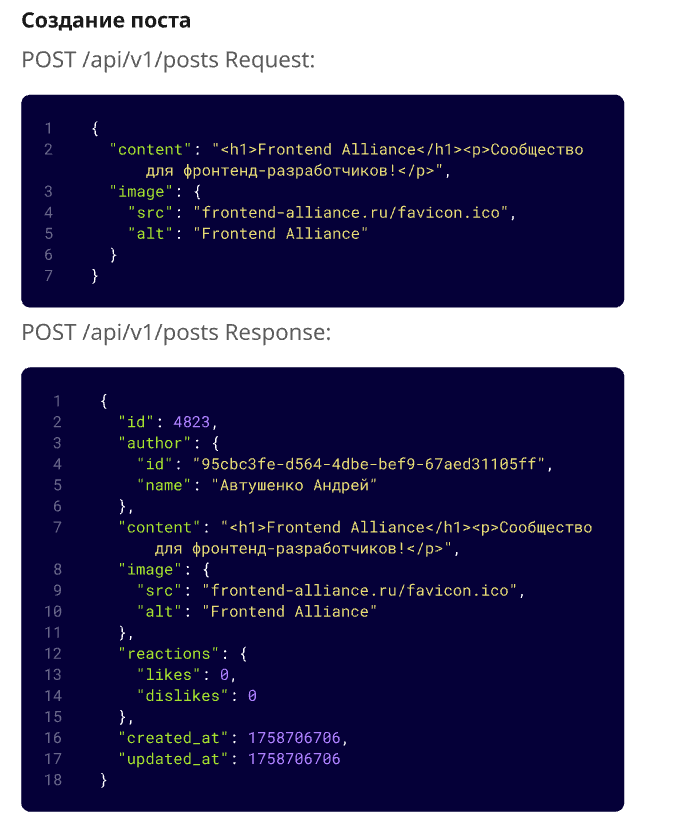 Создание поста
POST /api/v1/posts Request:
1 {
2 "content": "<h1>Frontend Alliance</h1><p>Сообщество
для фронтенд-разработчиков!</p>",
3 "image": {
4 "src": "frontend-alliance.ru/favicon.ico",
5 "alt": "Frontend Alliance"
6 }
7 }
POST /api/v1/posts Response:
1 {
2 "id": 4823,
3 "author": {
4 "id": "95cbc3fe-d564-4dbe-bef9-67aed31105ff",
5 "name": "Автушенко Андрей"
6 },
7 "content": "<h1>Frontend Alliance</h1><p>Сообщество
для фронтенд-разработчиков!</p>",
8 "image": {
9 "src": "frontend-alliance.ru/favicon.ico",
10 "alt": "Frontend Alliance"
11 },
12 "reactions": {
13 "likes": 0,
14 "dislikes": 0
15 },
16 "created_at": 1758706706,
17 "updated_at": 1758706706
18 }